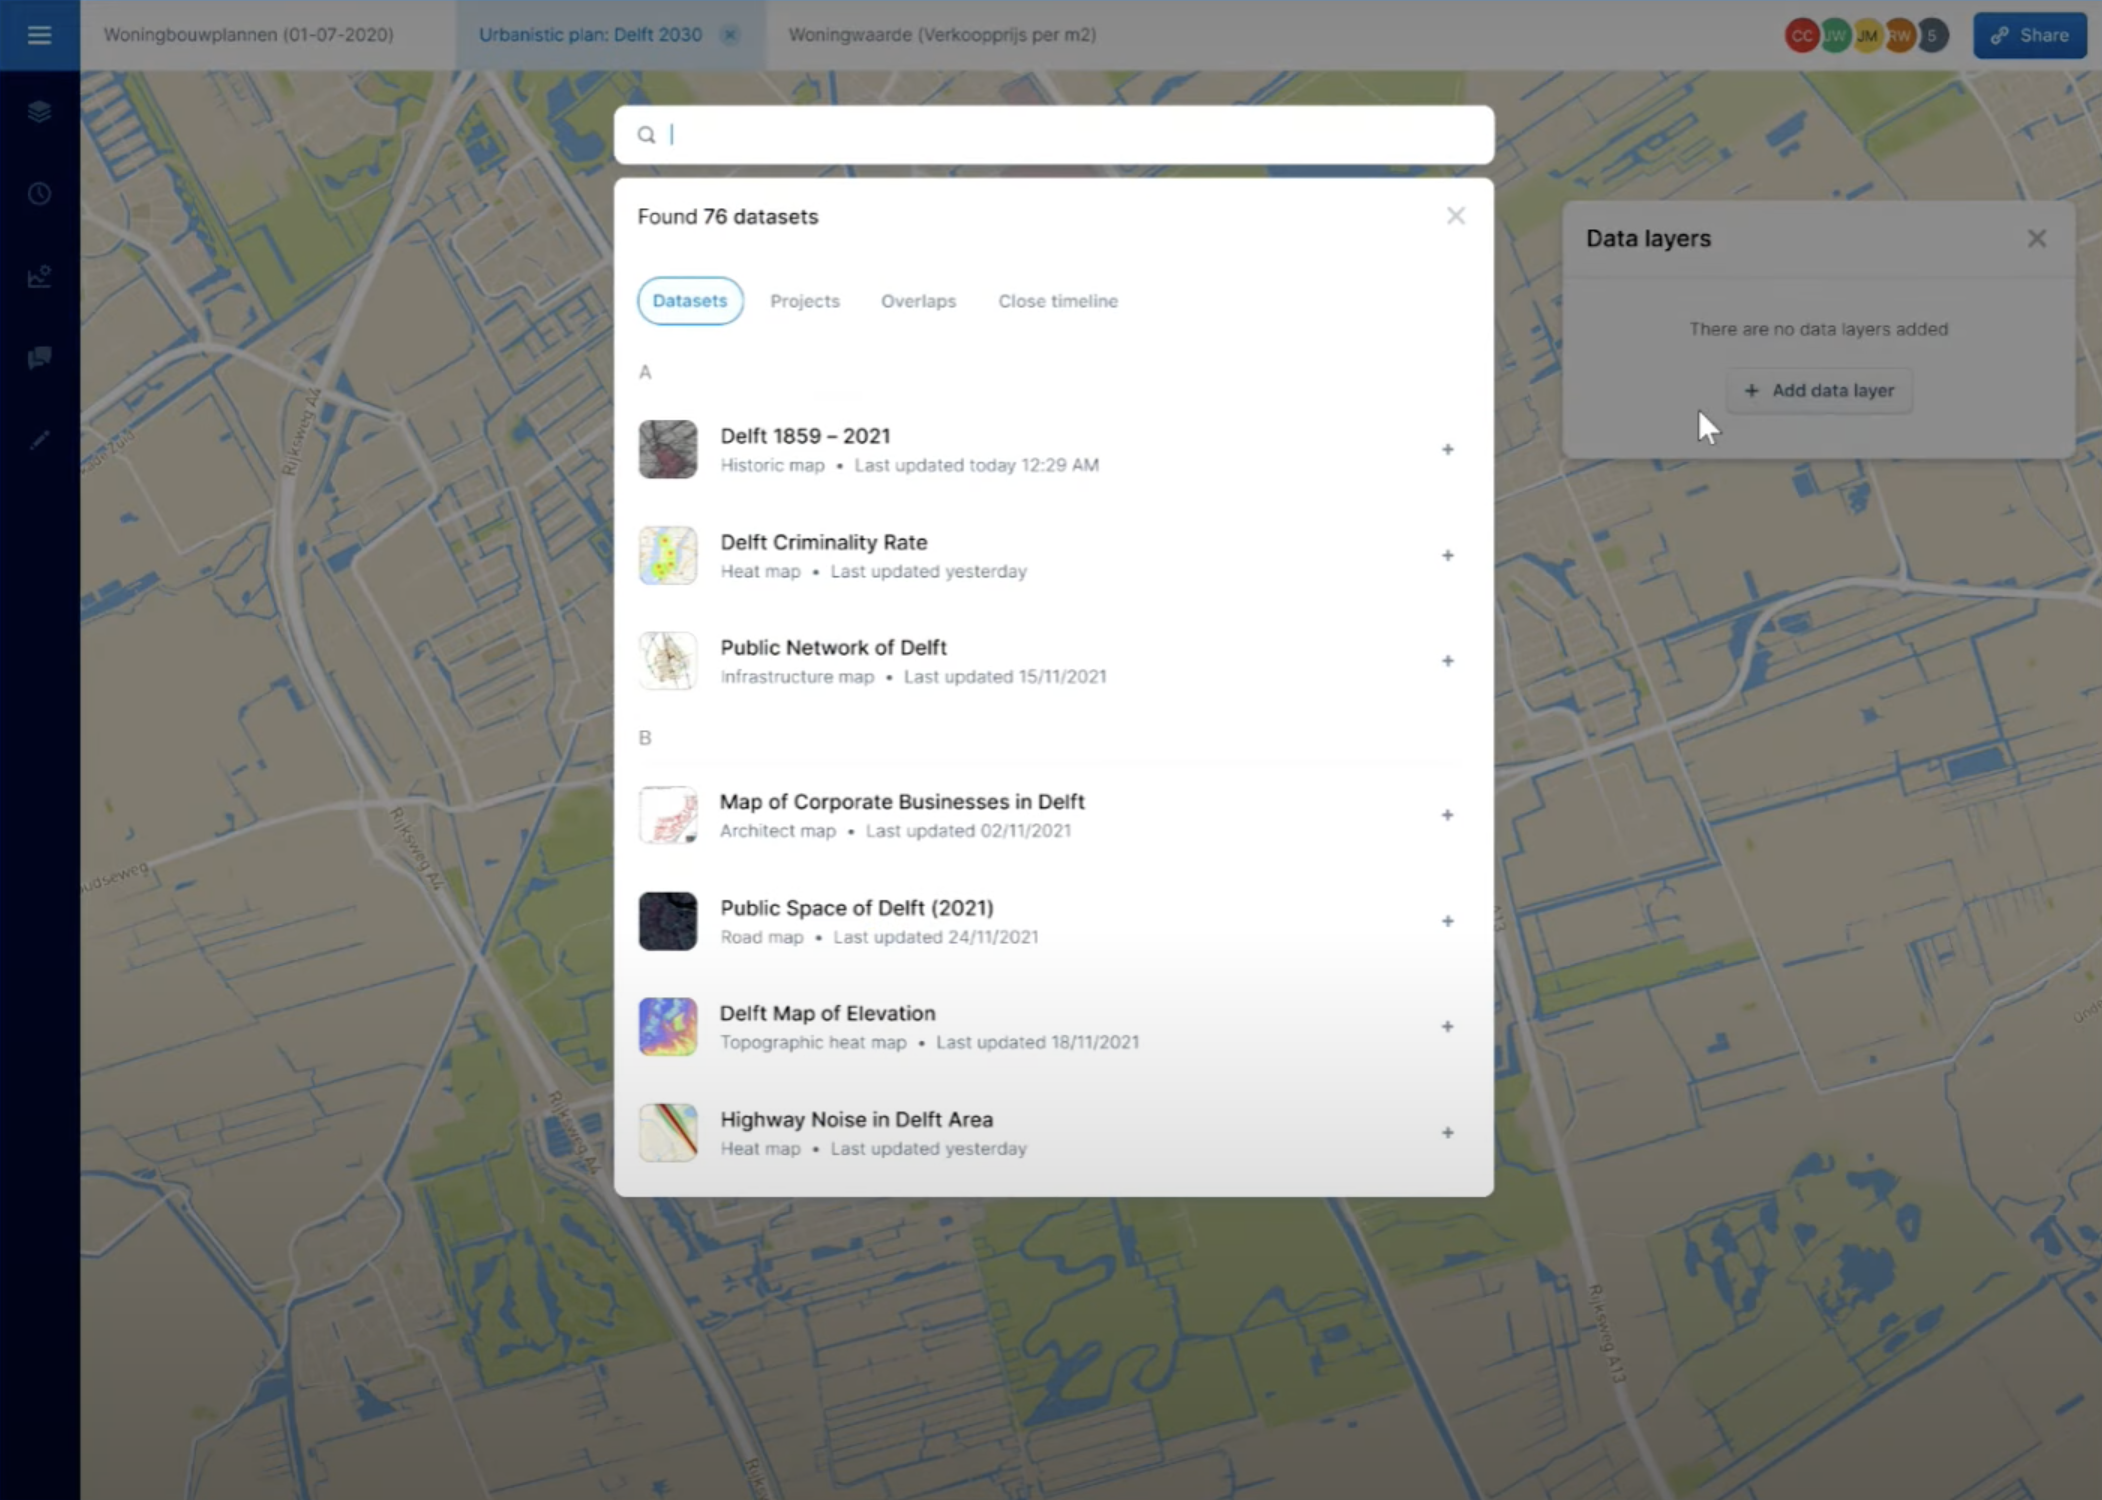 Woningbouwplannen (01-07-2020)
Urbanistic plan: Delft 2030
Woningwaarde (Verkoopprijs per m2)
CC
JW
JM
RW
5
Share
Found 76 datasets
Datasets
Projects
Overlaps
Close timeline
A
Delft 1859 – 2021
Historic map • Last updated today 12:29 AM
Delft Criminality Rate
Heat map • Last updated yesterday
Public Network of Delft
Infrastructure map • Last updated 15/11/2021
B
Map of Corporate Businesses in Delft
Architect map • Last updated 02/11/2021
Public Space of Delft (2021)
Road map • Last updated 24/11/2021
Delft Map of Elevation
Topographic heat map • Last updated 18/11/2021
Highway Noise in Delft Area
Heat map • Last updated yesterday
Data layers
There are no data layers added
+ Add data layer
Rijksweg A4
Rijksweg A4
Rijksweg A4
A13
Rijksweg A13